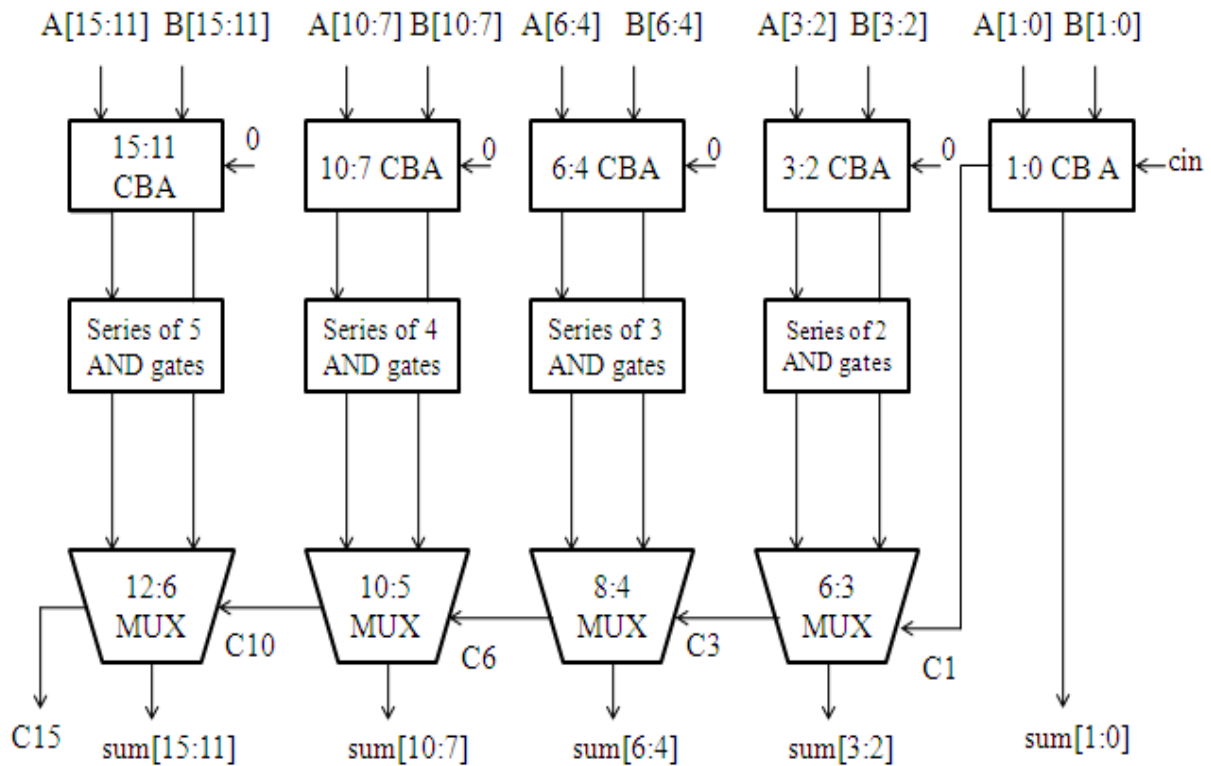 A[15:11] B[15:11] A[10:7] B[10:7] A[6:4] B[6:4] A[3:2] B[3:2] A[1:0] B[1:0]
15:11
CBA
0
10:7 CBA
0
6:4 CBA
0
3:2 CBA
0
1:0 CB A
cin
Series of 5
AND gates
Series of 4
AND gates
Series of 3
AND gates
Series of 2
AND gates
12:6
MUX
C10
10:5
MUX
C6
8:4
MUX
C3
6:3
MUX
C1
C15
sum[15:11]
sum[10:7]
sum[6:4]
sum[3:2]
sum[1:0]